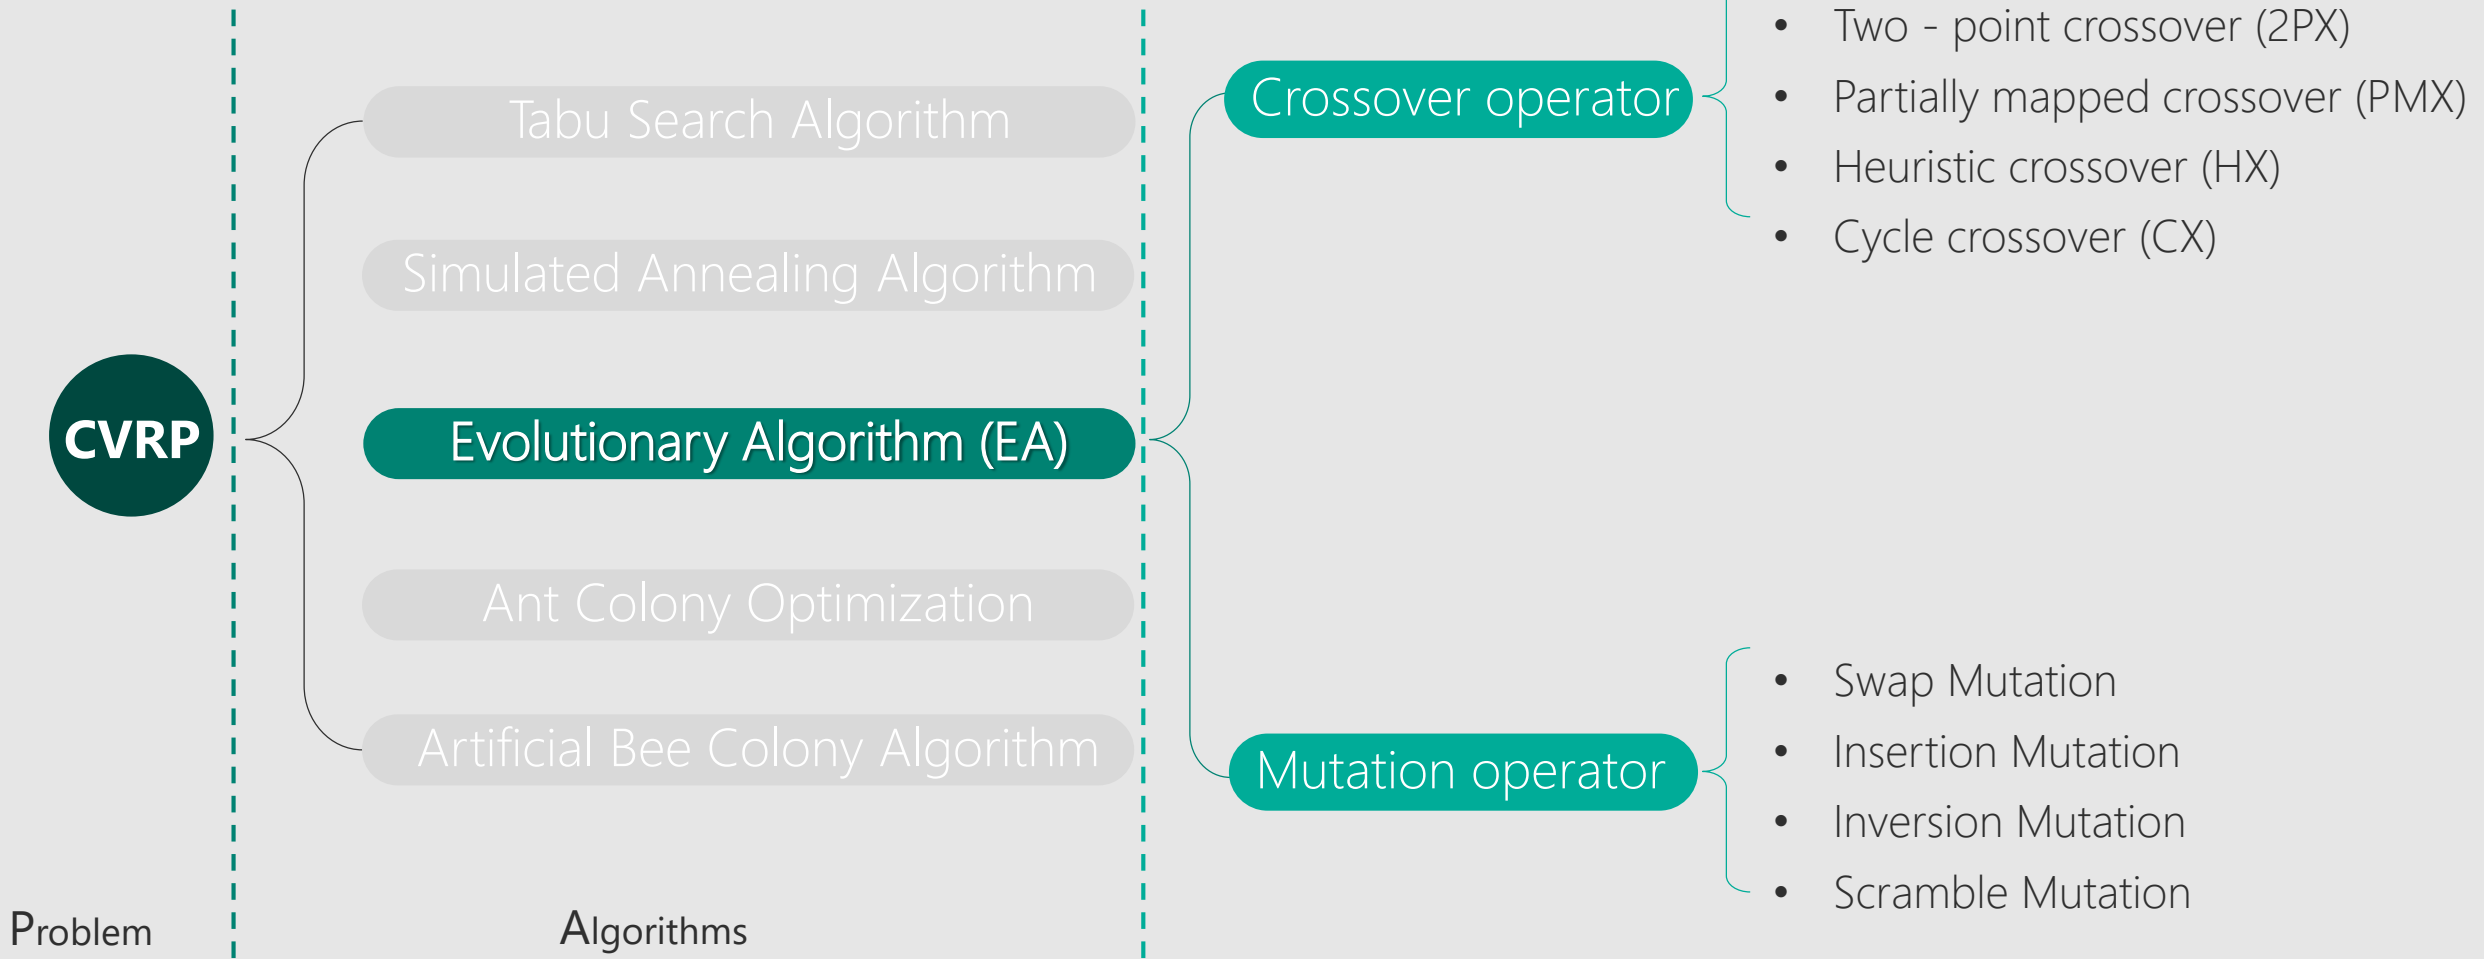 CVRP
Tabu Search Algorithm
Simulated Annealing Algorithm
Evolutionary Algorithm (EA)
Ant Colony Optimization
Artificial Bee Colony Algorithm
Crossover operator
• Two - point crossover (2PX)
• Partially mapped crossover (PMX)
• Heuristic crossover (HX)
• Cycle crossover (CX)
Mutation operator
• Swap Mutation
• Insertion Mutation
• Inversion Mutation
• Scramble Mutation
Problem
Algorithms